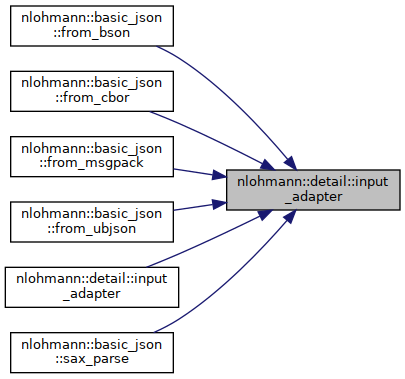 nlohmann::basic_json
::from_bson
nlohmann::basic_json
::from_cbor
nlohmann::basic_json
::from_msgpack
nlohmann::detail::input
_adapter
nlohmann::basic_json
::from_ubjson
nlohmann::detail::input
_adapter
nlohmann::basic_json
::sax_parse